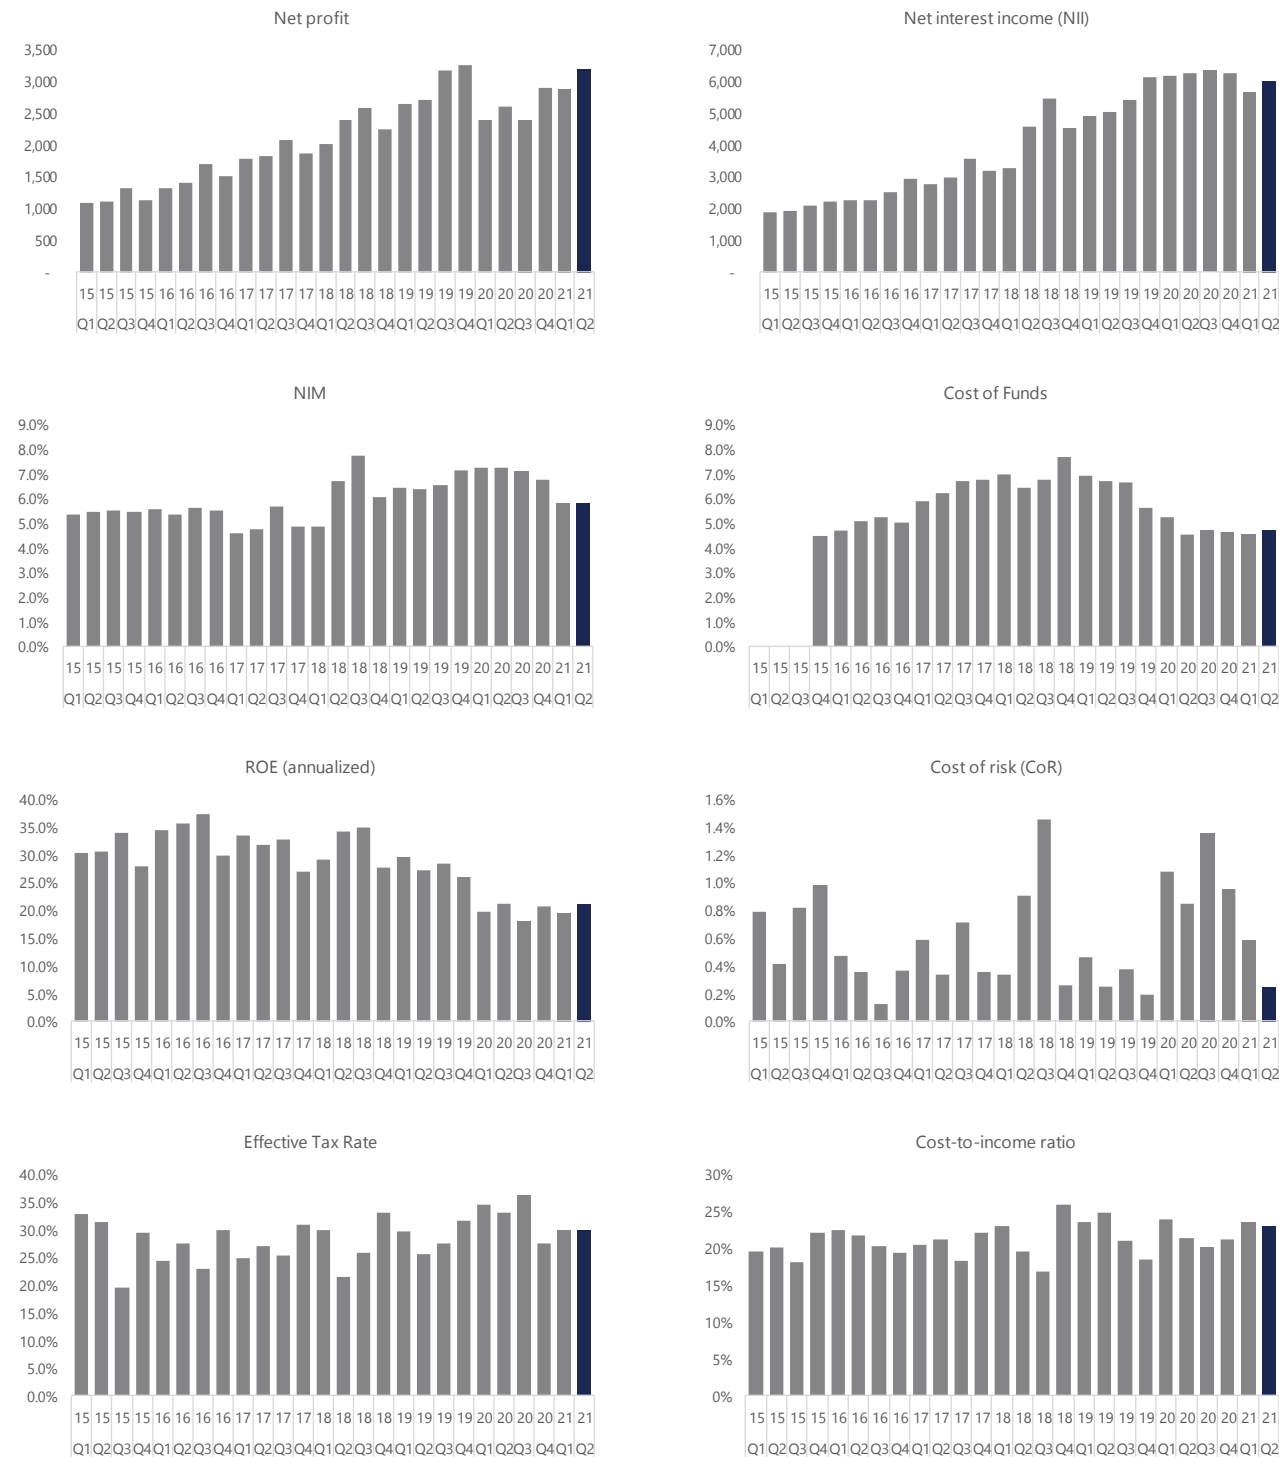 Net profit
3,500
3,000
2,500
2,000
1,500
1,000
500
-
15 15 15 15 16 16 16 16 17 17 17 17 18 18 18 18 19 19 19 19 20 20 20 20 21 21
Q1 Q2 Q3 Q4 Q1 Q2 Q3 Q4 Q1 Q2 Q3 Q4 Q1 Q2 Q3 Q4 Q1 Q2 Q3 Q4 Q1 Q2 Q3 Q4 Q1 Q2
Net interest income (NII)
7,000
6,000
5,000
4,000
3,000
2,000
1,000
-
15 15 15 15 16 16 16 16 17 17 17 17 18 18 18 18 19 19 19 19 20 20 20 20 21 21
Q1 Q2 Q3 Q4 Q1 Q2 Q3 Q4 Q1 Q2 Q3 Q4 Q1 Q2 Q3 Q4 Q1 Q2 Q3 Q4 Q1 Q2 Q3 Q4 Q1 Q2
NIM
9.0%
8.0%
7.0%
6.0%
5.0%
4.0%
3.0%
2.0%
1.0%
0.0%
15 15 15 15 16 16 16 16 17 17 17 17 18 18 18 18 19 19 19 19 20 20 20 20 21 21
Q1 Q2 Q3 Q4 Q1 Q2 Q3 Q4 Q1 Q2 Q3 Q4 Q1 Q2 Q3 Q4 Q1 Q2 Q3 Q4 Q1 Q2 Q3 Q4 Q1 Q2
Cost of Funds
9.0%
8.0%
7.0%
6.0%
5.0%
4.0%
3.0%
2.0%
1.0%
0.0%
15 15 15 15 16 16 16 16 17 17 17 17 18 18 18 18 19 19 19 19 20 20 20 20 21 21
Q1 Q2 Q3 Q4 Q1 Q2 Q3 Q4 Q1 Q2 Q3 Q4 Q1 Q2 Q3 Q4 Q1 Q2 Q3 Q4 Q1 Q2 Q3 Q4 Q1 Q2
ROE (annualized)
40.0%
35.0%
30.0%
25.0%
20.0%
15.0%
10.0%
5.0%
0.0%
15 15 15 15 16 16 16 16 17 17 17 17 18 18 18 18 19 19 19 19 20 20 20 20 21 21
Q1 Q2 Q3 Q4 Q1 Q2 Q3 Q4 Q1 Q2 Q3 Q4 Q1 Q2 Q3 Q4 Q1 Q2 Q3 Q4 Q1 Q2 Q3 Q4 Q1 Q2
Cost of risk (CoR)
1.6%
1.4%
1.2%
1.0%
0.8%
0.6%
0.4%
0.2%
0.0%
15 15 15 15 16 16 16 16 17 17 17 17 18 18 18 18 19 19 19 19 20 20 20 20 21 21
Q1 Q2 Q3 Q4 Q1 Q2 Q3 Q4 Q1 Q2 Q3 Q4 Q1 Q2 Q3 Q4 Q1 Q2 Q3 Q4 Q1 Q2 Q3 Q4 Q1 Q2
Effective Tax Rate
40.0%
35.0%
30.0%
25.0%
20.0%
15.0%
10.0%
5.0%
0.0%
15 15 15 15 16 16 16 16 17 17 17 17 18 18 18 18 19 19 19 19 20 20 20 20 21 21
Q1 Q2 Q3 Q4 Q1 Q2 Q3 Q4 Q1 Q2 Q3 Q4 Q1 Q2 Q3 Q4 Q1 Q2 Q3 Q4 Q1 Q2 Q3 Q4 Q1 Q2
Cost-to-income ratio
30%
25%
20%
15%
10%
5%
0%
15 15 15 15 16 16 16 16 17 17 17 17 18 18 18 18 19 19 19 19 20 20 20 20 21 21
Q1 Q2 Q3 Q4 Q1 Q2 Q3 Q4 Q1 Q2 Q3 Q4 Q1 Q2 Q3 Q4 Q1 Q2 Q3 Q4 Q1 Q2 Q3 Q4 Q1 Q2